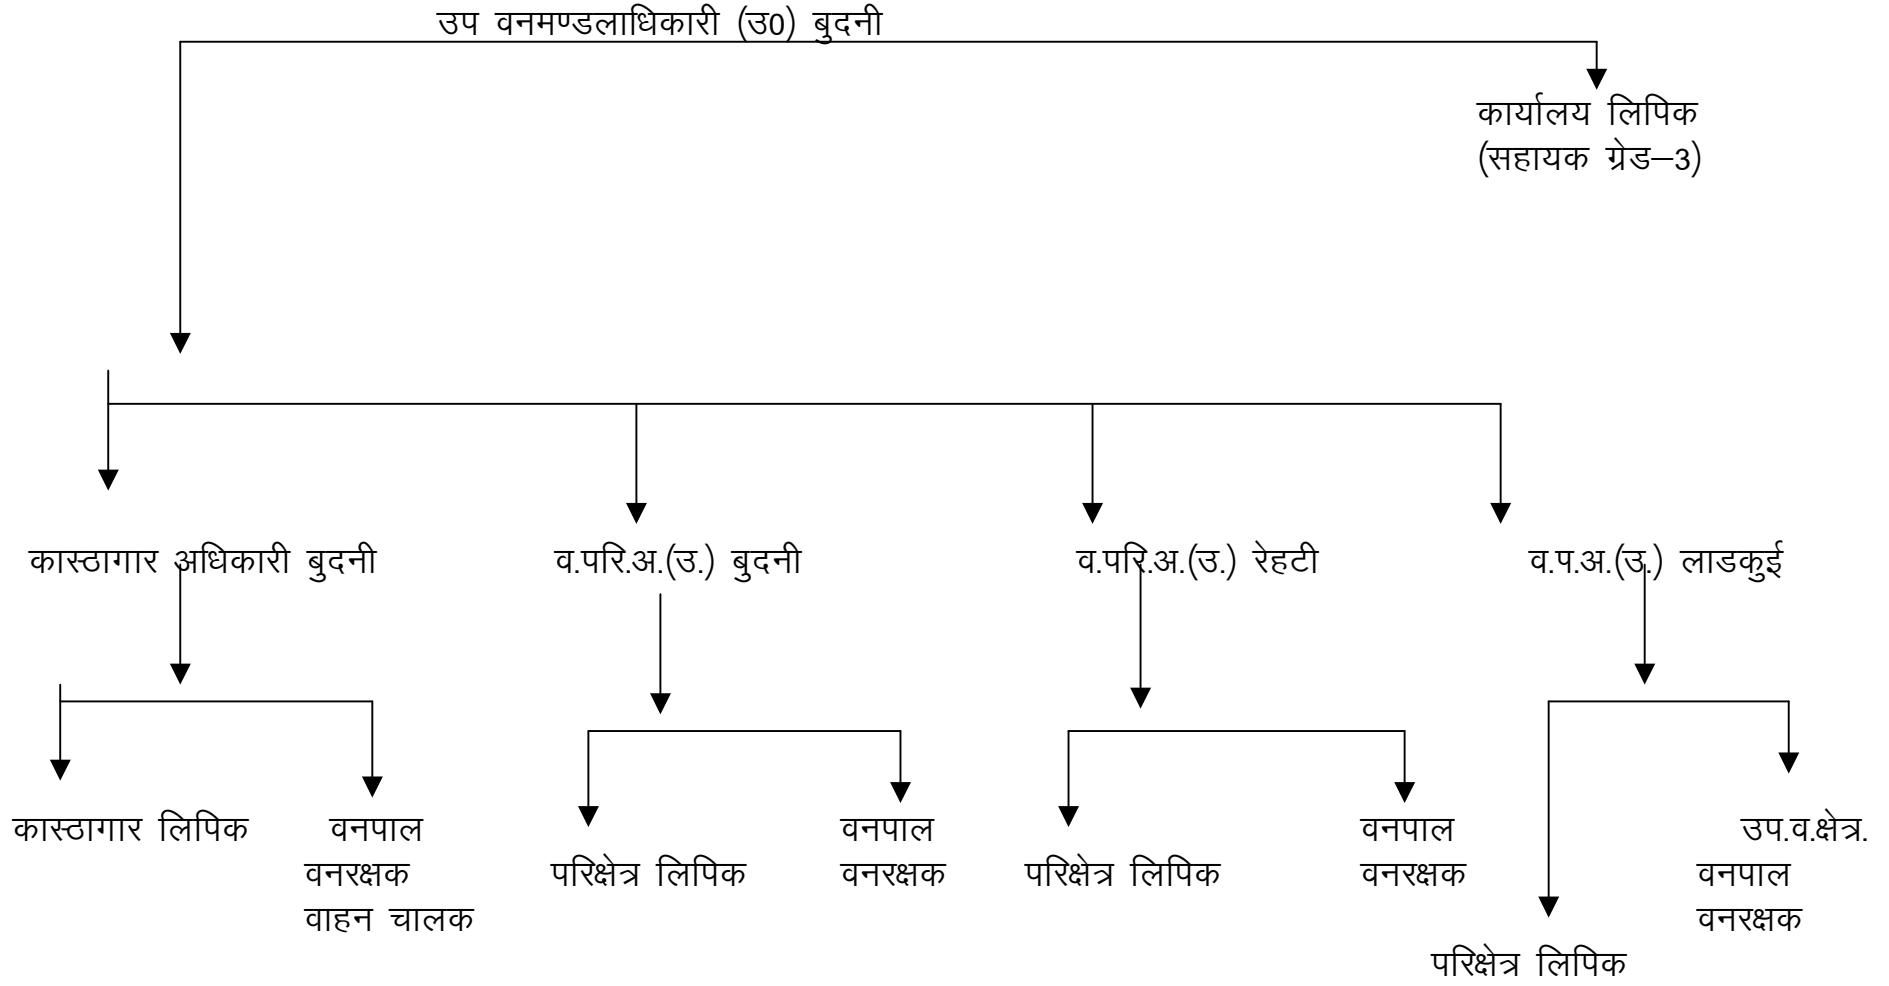 उप वनमण्डलाधिकारी (उ0) बुदनी
कार्यालय लिपिक
(सहायक ग्रेड–3)
कास्ठागार अधिकारी बुदनी
व.परि.अ.(उ.) बुदनी
व.परि.अ.(उ.) रेहटी
व.प.अ.(उ.) लाडकुई
कास्ठागार लिपिक
वनपाल
वनरक्षक
वाहन चालक
परिक्षेत्र लिपिक
वनपाल
वनरक्षक
परिक्षेत्र लिपिक
वनपाल
वनरक्षक
परिक्षेत्र लिपिक
उप.व.क्षेत्र.
वनपाल
वनरक्षक